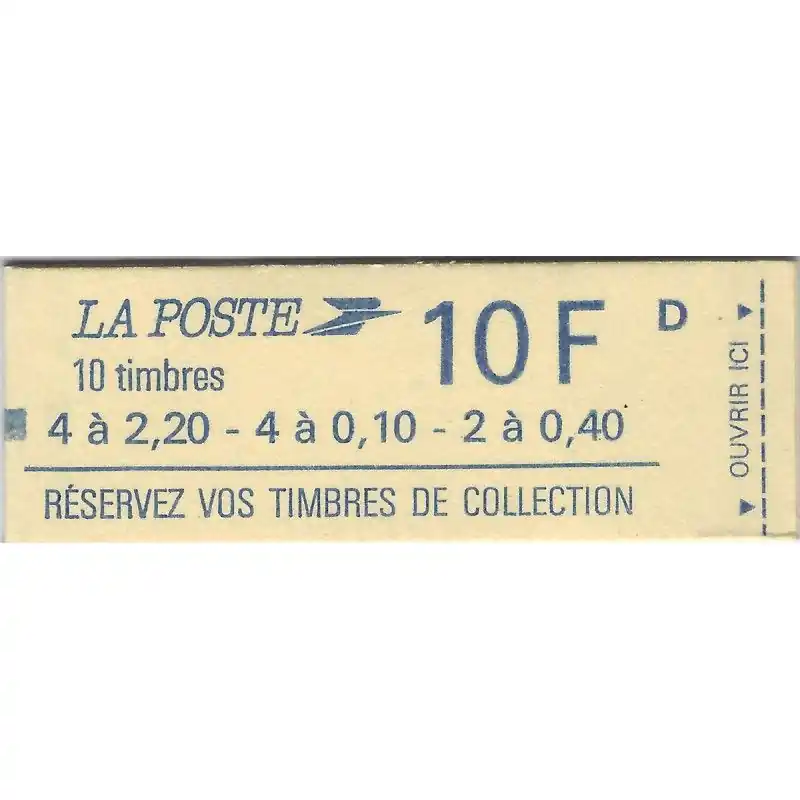 LA POSTE 10F D
10 timbres
4 à 2,20 - 4 à 0,10 - 2 à 0,40
RÉSERVEZ VOS TIMBRES DE COLLECTION
OUVRIR ICI